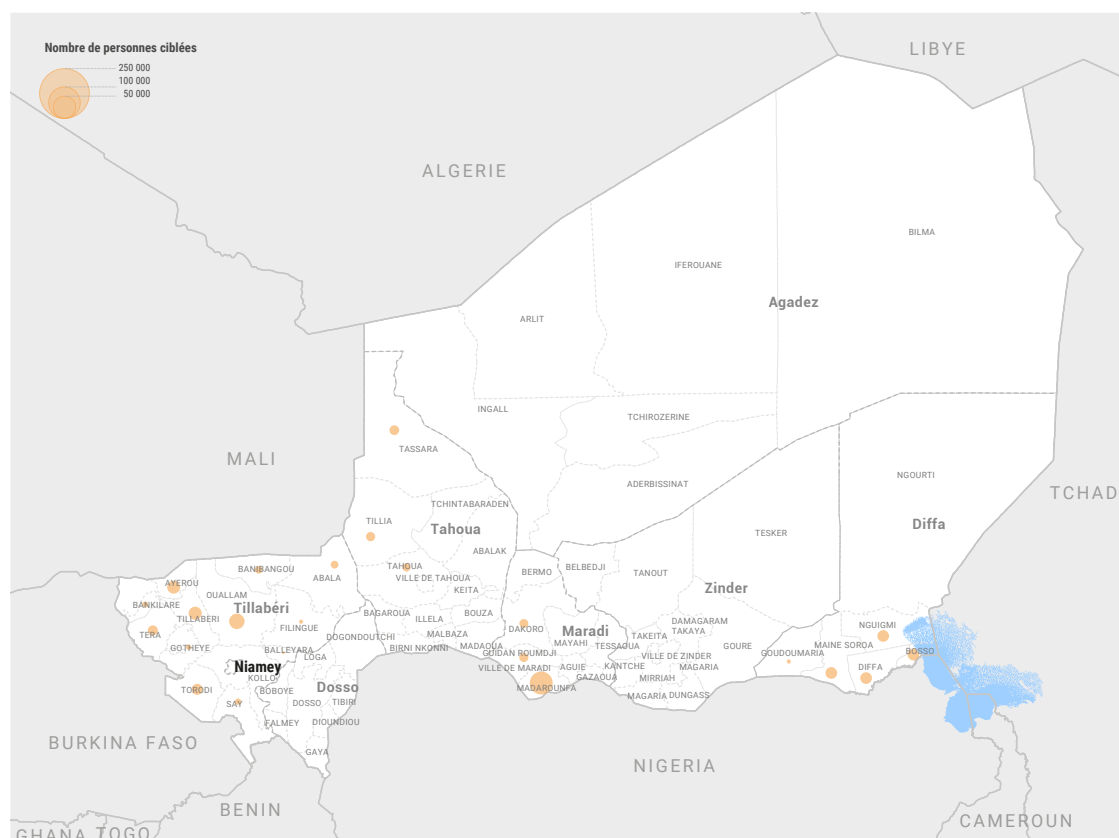 Nombre de personnes ciblées
250 000
100 000
50 000
LIBYE
ALGERIE
BILMA
IFEROUANE
Agadez
ARLIT
INGALL
TCHIROZERINE
TASSARA
MALI
ADERBISSINAT
NGOURTI
TCHAD
TCHINTABARADEN
TILLIA
Tahoua
Diffa
TESKER
ABALAK
TAHOUA
BANIBANGOU
ABALA
VILLE DE TAHOUA
BERMO
BELBEDJI
TANOUT
AYEROU
OUALLAM
KEITA
Zinder
BANKILARE
Tillabéri
TILLABERI
BAGAROUA
ILLELA
BOUZA
DAMAGARAM
TAKAYA
NGUIGMI
TERA
FILINGUE
DOGONDOUTCHI
MALBAZA
DAKORO
Maradi
TAKEITA
GOTHEYE
BALLEYARA
BIRNI NKONNI
MADAOUA
MAYAHI
TESSAOUA
GOURE
MAINE SOROA
GUIDAN ROUMDJI
GOUDOUMARIA
BOSSO
LOGA
VILLE DE ZINDER
Niamey
VILLE DE MARADI
AGUIE
KANTCHE
MAGARIA
DIFFA
KOLLO
GAZAOUA
MIRRIAH
TORODI
BOBOYE
Dosso
MADAROUNFA
MAGARIA
DUNGASS
SAY
DOSSO
TIBIRI
FALMEY
DIOUNDIOU
BURKINA FASO
GAYA
NIGERIA
BENIN
CAMEROUN
GHANA
TOGO